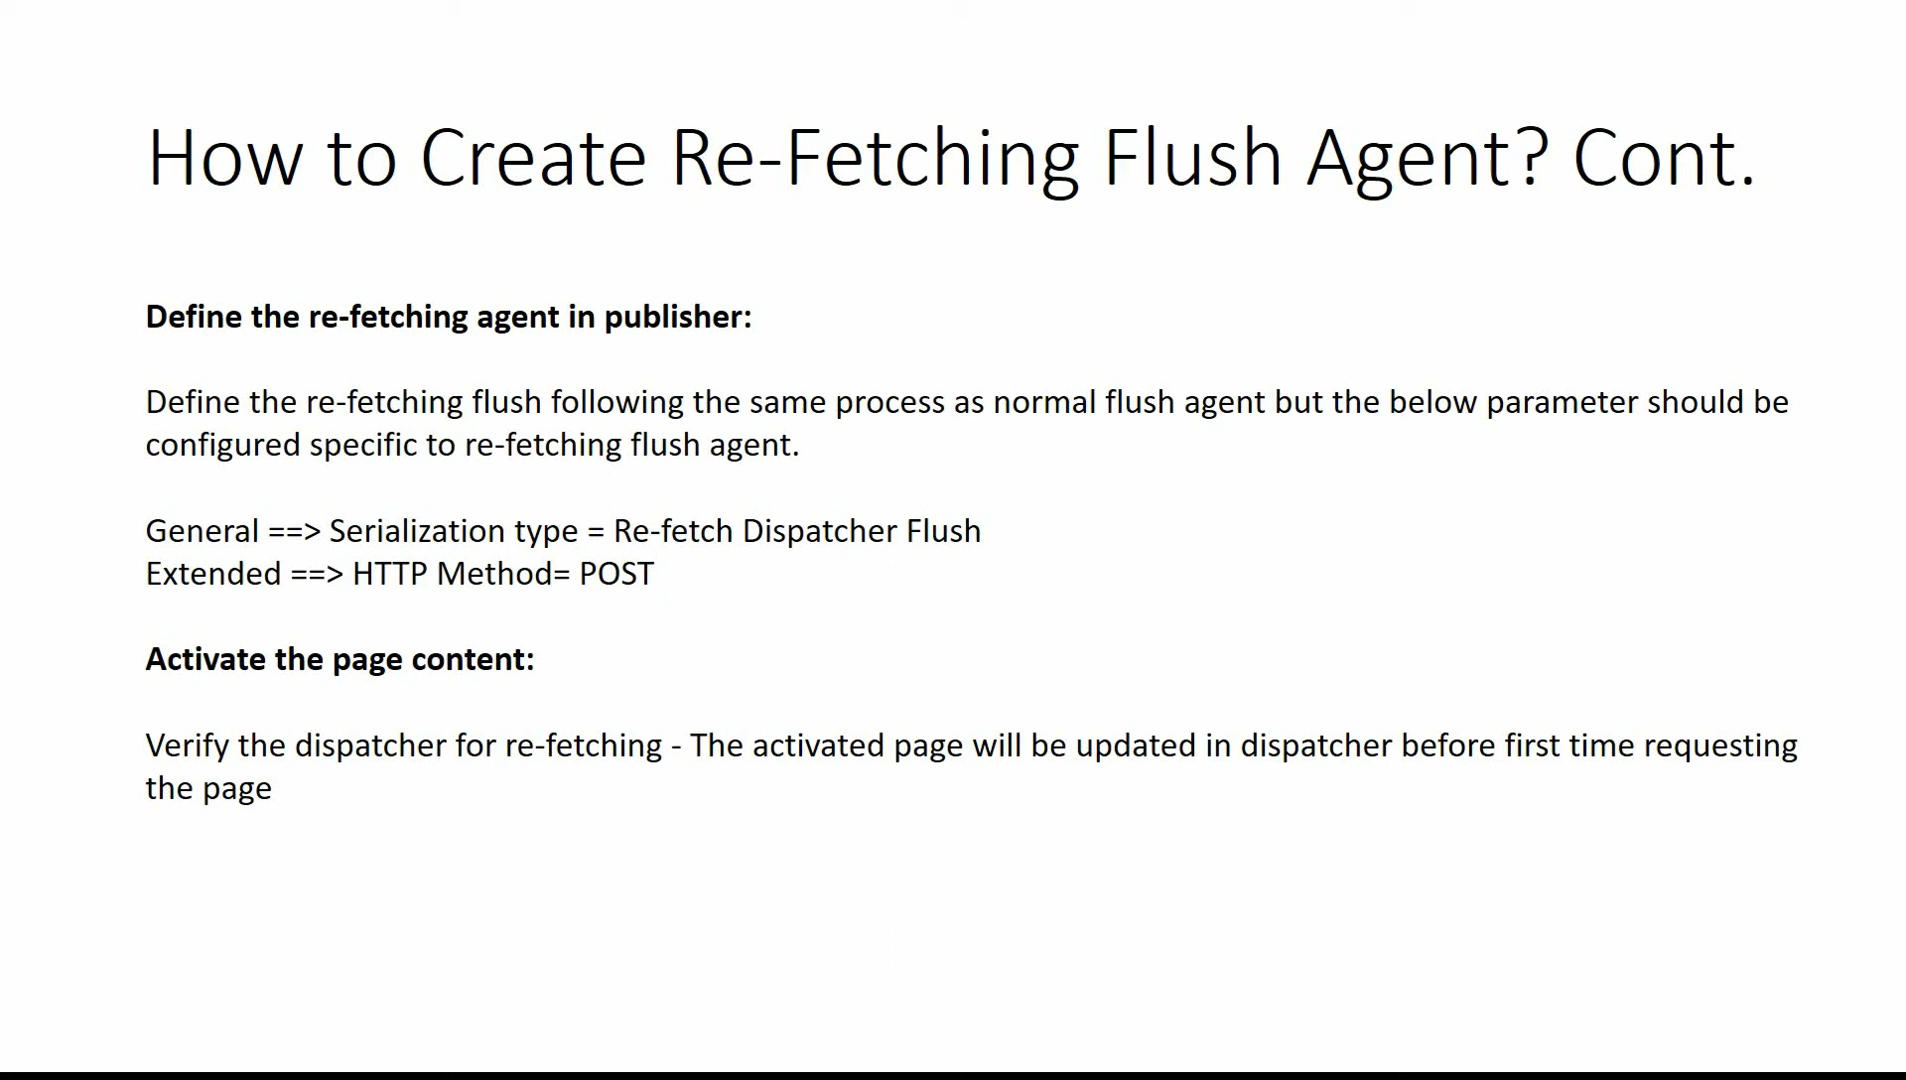 How to Create Re-Fetching Flush Agent? Cont.
Define the re-fetching agent in publisher:
Define the re-fetching flush following the same process as normal flush agent but the below parameter should be
configured specific to re-fetching flush agent.
General ==> Serialization type = Re-fetch Dispatcher Flush
Extended ==> HTTP Method= POST
Activate the page content:
Verify the dispatcher for re-fetching - The activated page will be updated in dispatcher before first time requesting
the page